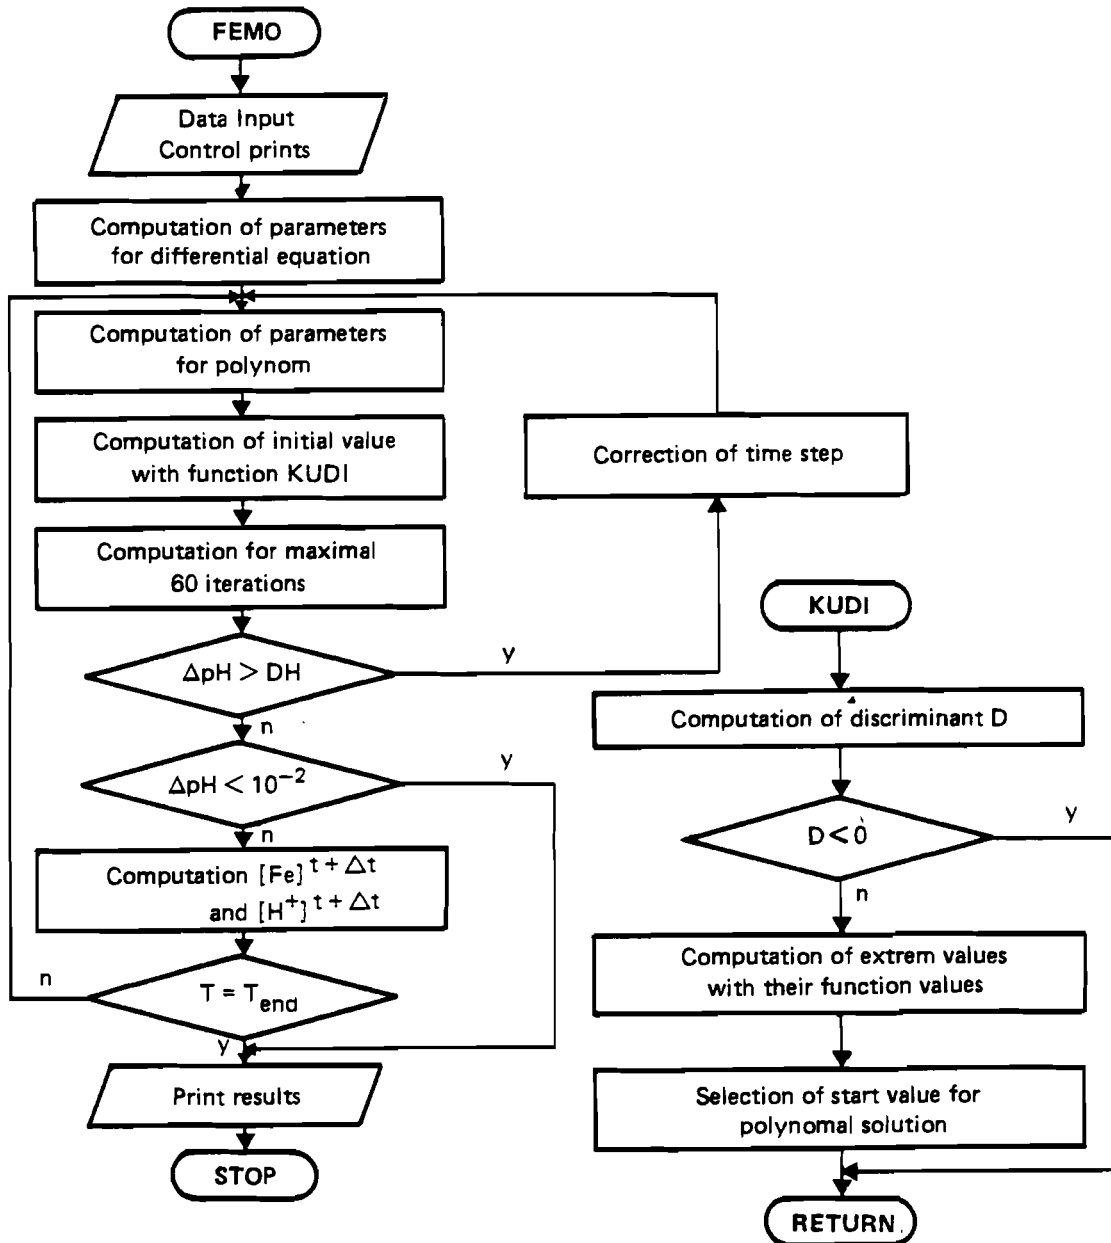 FEMO
Data Input
Control prints
Computation of parameters
for differential equation
Computation of parameters
for polynom
Computation of initial value
with function KUDI
Computation for maximal
60 iterations
ΔpH > DH
y
n
ΔpH < 10⁻²
y
n
Computation [Fe]^t + Δt
and [H⁺]^t + Δt
n
T = T_end
y
Print results
STOP
Correction of time step
KUDI
Computation of discriminant D
D < 0
y
n
Computation of extrem values
with their function values
Selection of start value for
polynomal solution
RETURN